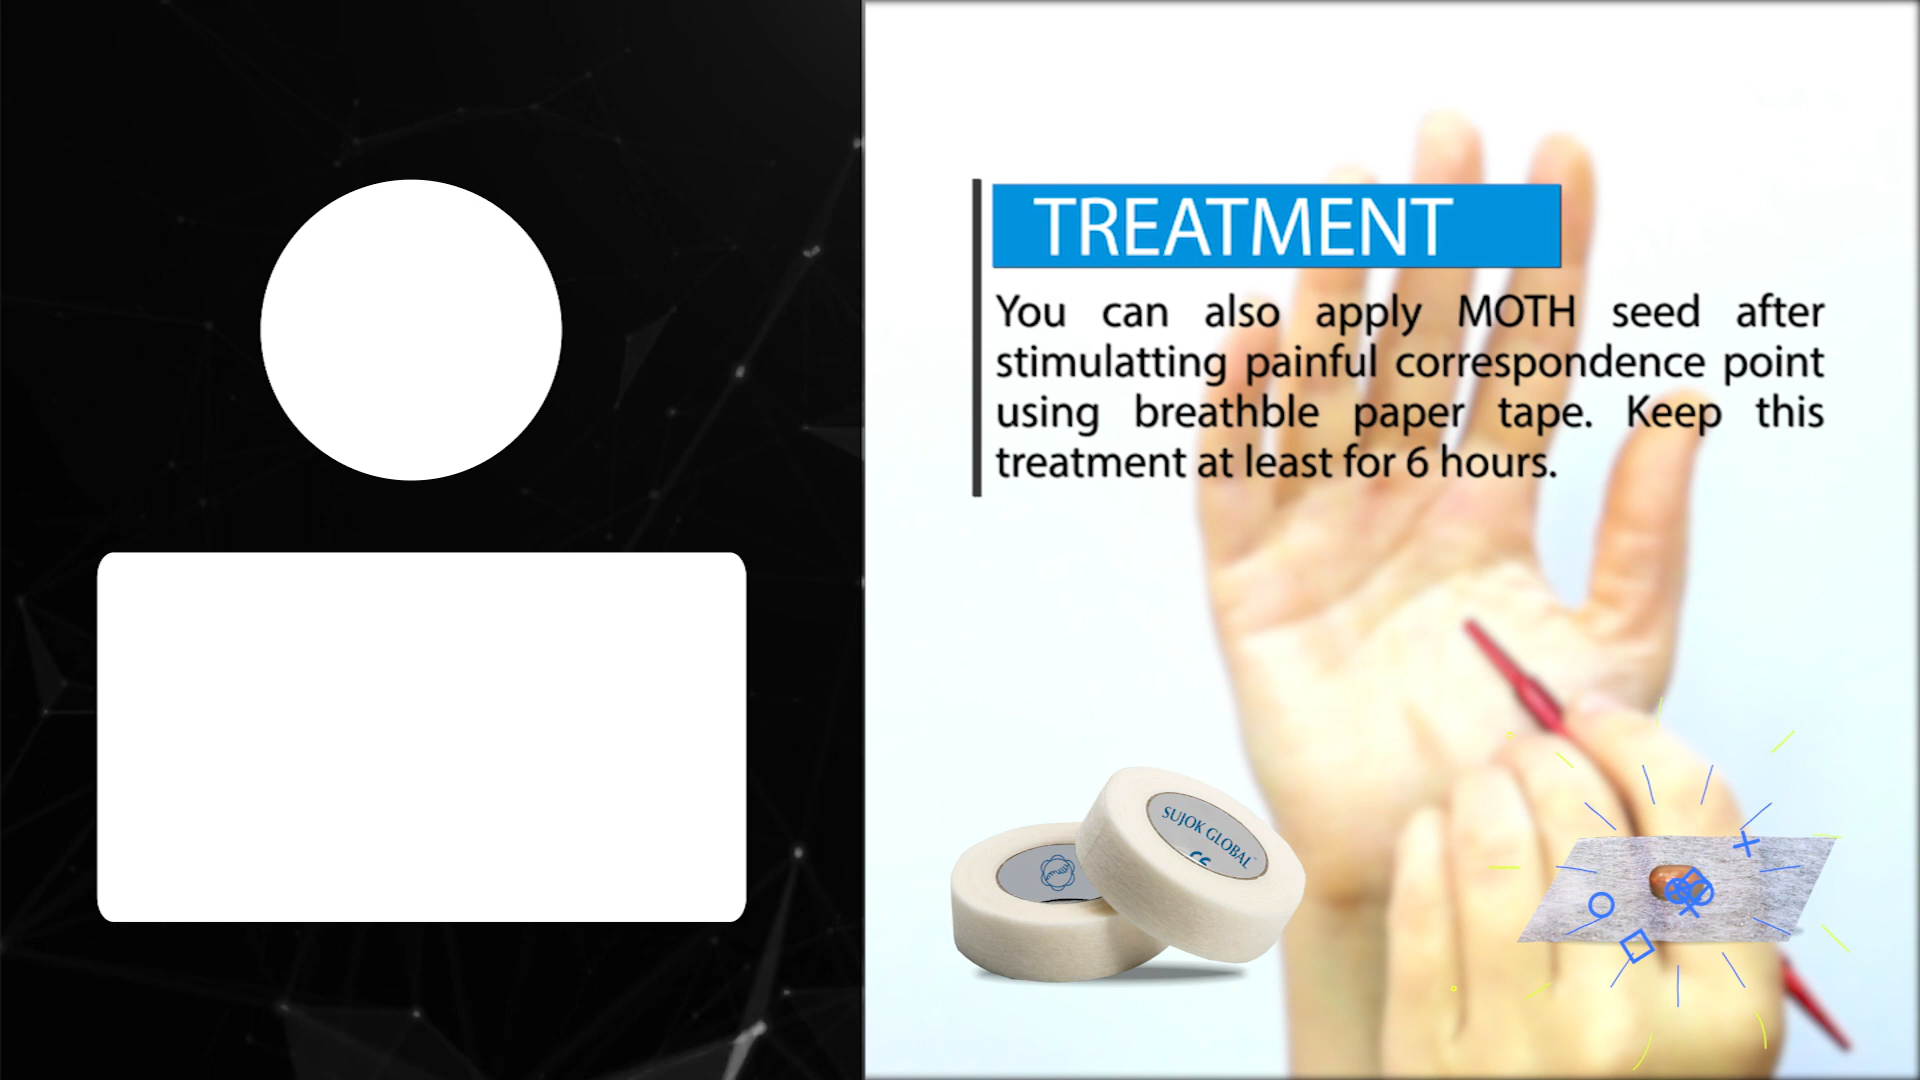 TREATMENT
You can also apply MOTH seed after
stimulatting painful correspondence point
using breathble paper tape. Keep this
treatment at least for 6 hours.
SUJOK GLOBAL
CE